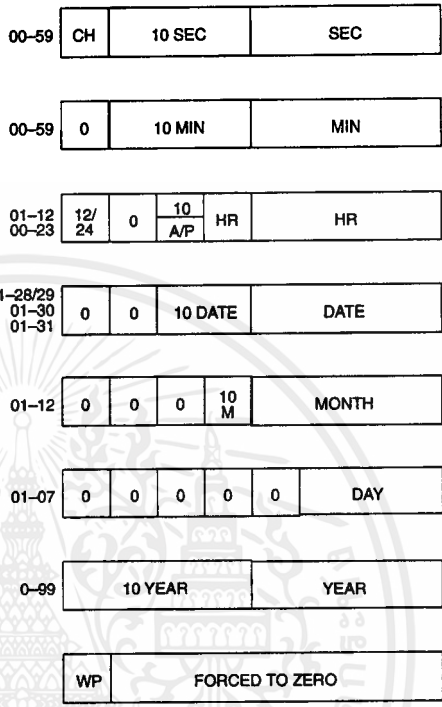 00–59 CH 10 SEC SEC
00–59 0 10 MIN MIN
01–12 12/ 10
00–23 24 0 A/P HR HR
1–28/29
01–30 0 0 10 DATE DATE
01–31
01–12 0 0 0 10 M MONTH
01–07 0 0 0 0 0 DAY
0–99 10 YEAR YEAR
WP FORCED TO ZERO